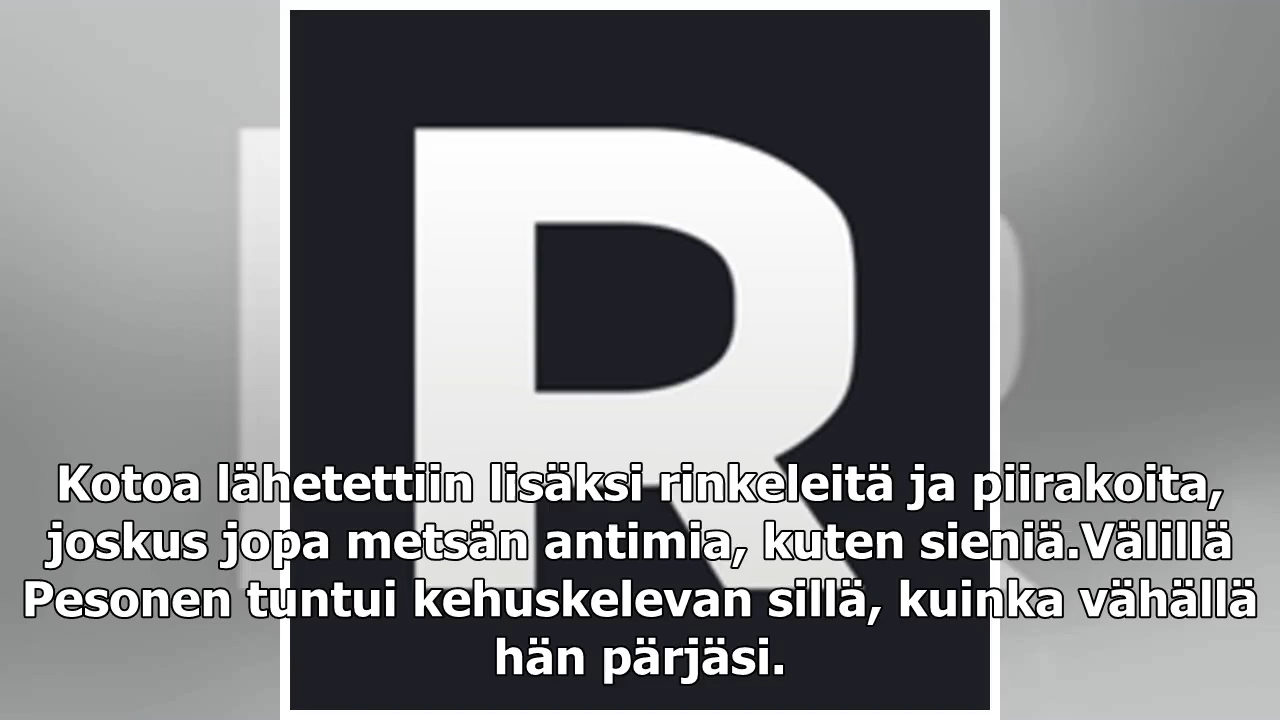 R
Kotoa lähetettiin lisäksi rinkeleitä ja piirakoita,
joskus jopa metsän antimia, kuten sieniä.Välillä
Pesonen tuntui kehuskelevan sillä, kuinka vähällä
hän pärjäsi.